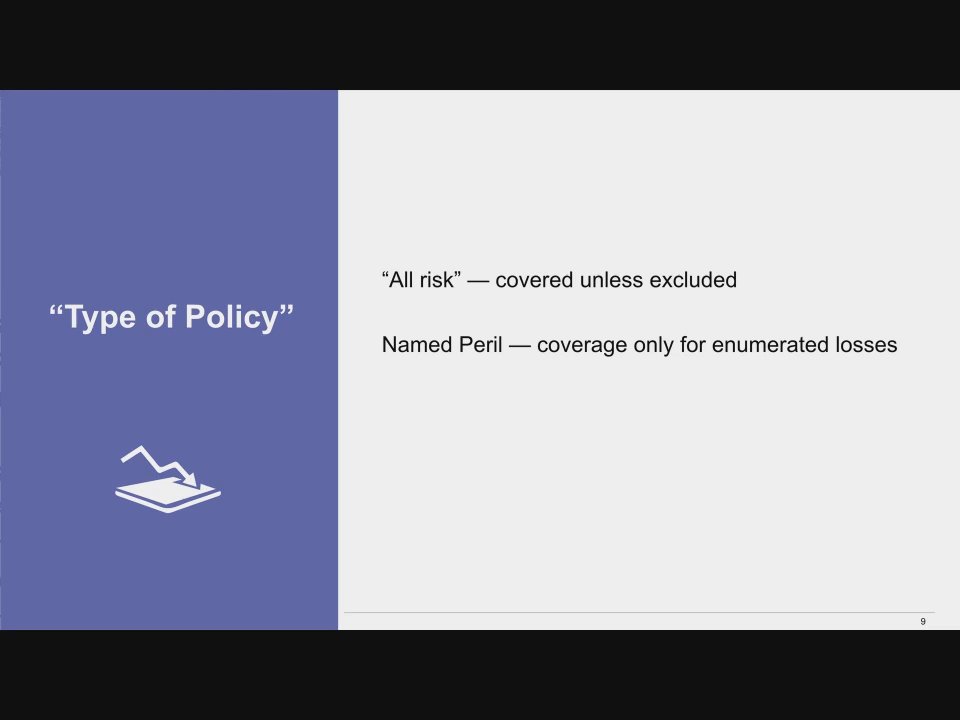 “Type of Policy”
“All risk” — covered unless excluded
Named Peril — coverage only for enumerated losses
9